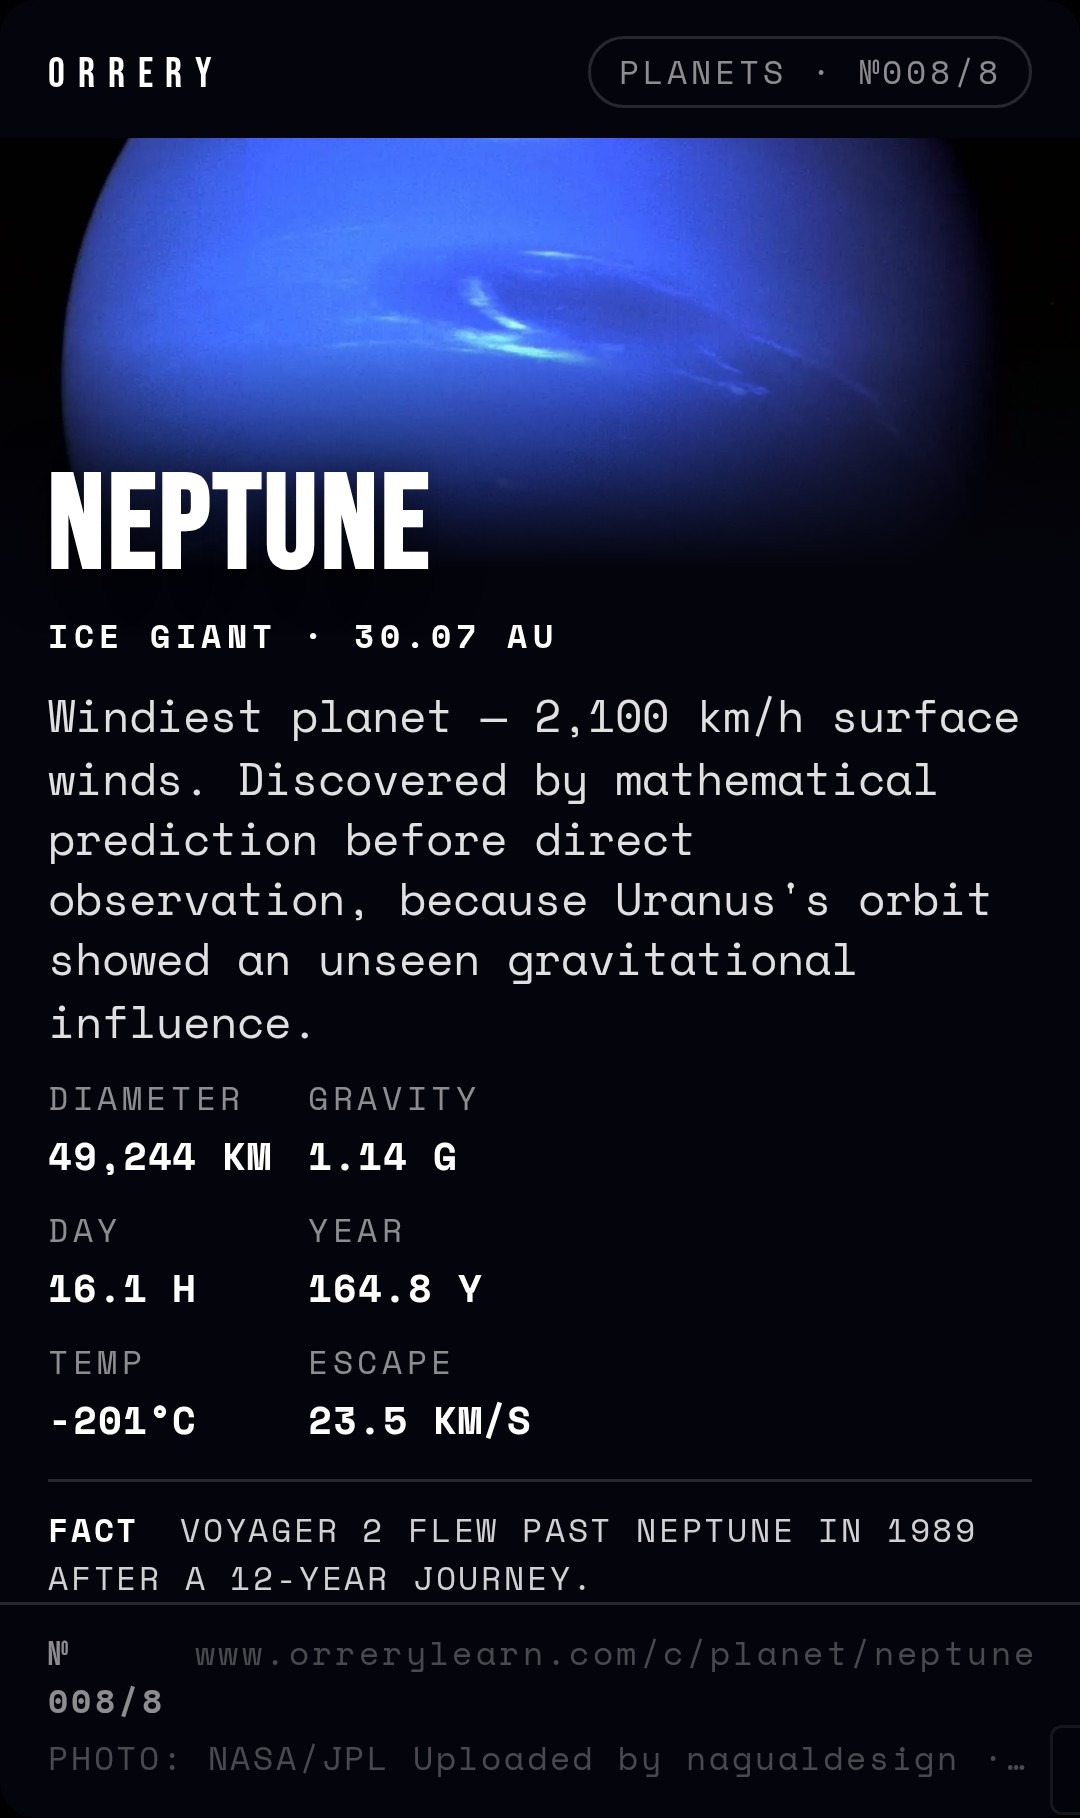 ORRERY
PLANETS · №008/8
NEPTUNE
ICE GIANT · 30.07 AU
Windiest planet — 2,100 km/h surface
winds. Discovered by mathematical
prediction before direct
observation, because Uranus's orbit
showed an unseen gravitational
influence.
DIAMETER GRAVITY
49,244 KM 1.14 G
DAY YEAR
16.1 H 164.8 Y
TEMP ESCAPE
-201°C 23.5 KM/S
FACT VOYAGER 2 FLEW PAST NEPTUNE IN 1989
AFTER A 12-YEAR JOURNEY.
№ www.orrerylearn.com/c/planet/neptune
008/8
PHOTO: NASA/JPL Uploaded by nagualdesign ·…